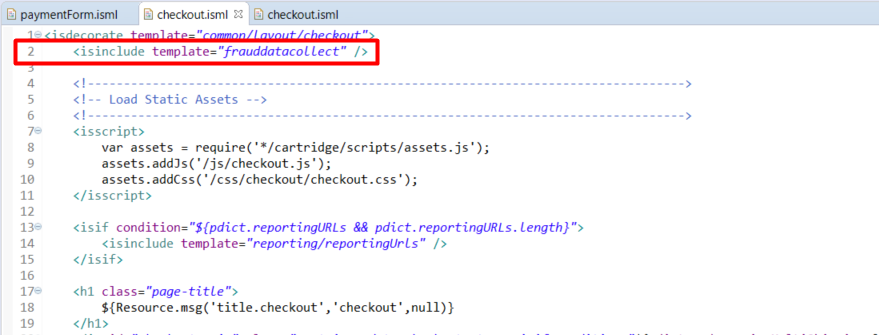 paymentForm.isml checkout.isml checkout.isml
1 <isdecorate template="common/layout/checkout">
2 <isinclude template="frauddatacollect" />
3
4 <!--------------------------------------------------------------------------->
5 <!-- Load Static Assets -->
6 <!--------------------------------------------------------------------------->
7 <isscript>
8 var assets = require('*/cartridge/scripts/assets.js');
9 assets.addJs('/js/checkout.js');
10 assets.addCss('/css/checkout/checkout.css');
11 </isscript>
12
13 <isif condition="${pdict.reportingURLs && pdict.reportingURLs.length}">
14 <isinclude template="reporting/reportingUrls" />
15 </isif>
16
17 <h1 class="page-title">
18 ${Resource.msg('title.checkout','checkout',null)}
19 </h1>